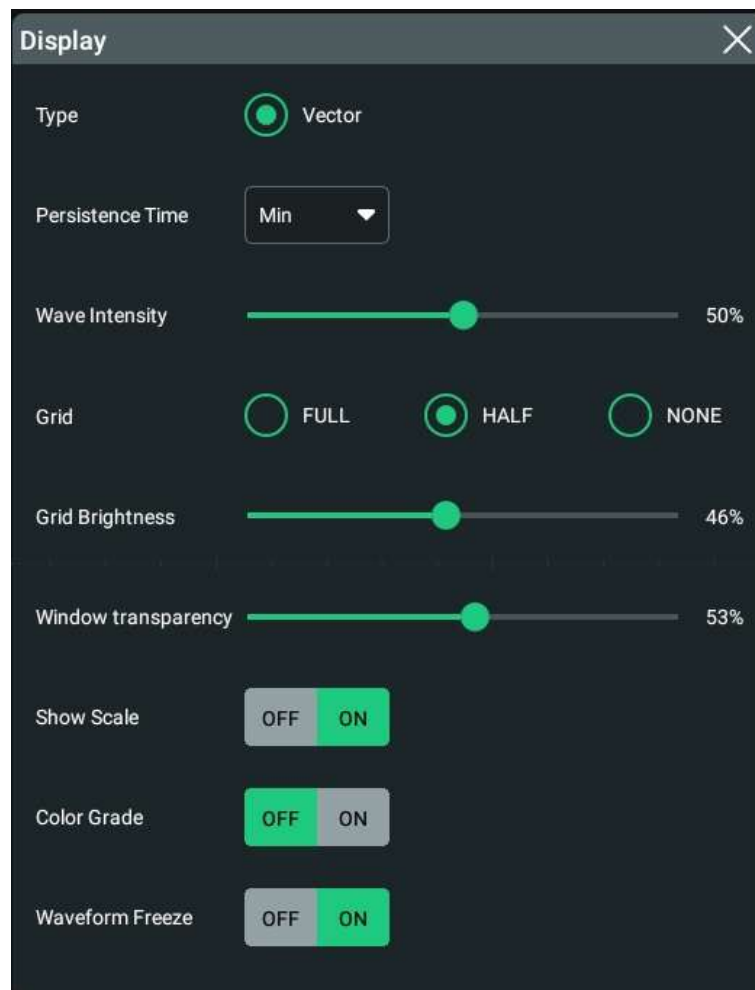 Display
Type Vector
Persistence Time Min
Wave Intensity 50%
Grid FULL HALF NONE
Grid Brightness 46%
Window transparency 53%
Show Scale OFF ON
Color Grade OFF ON
Waveform Freeze OFF ON